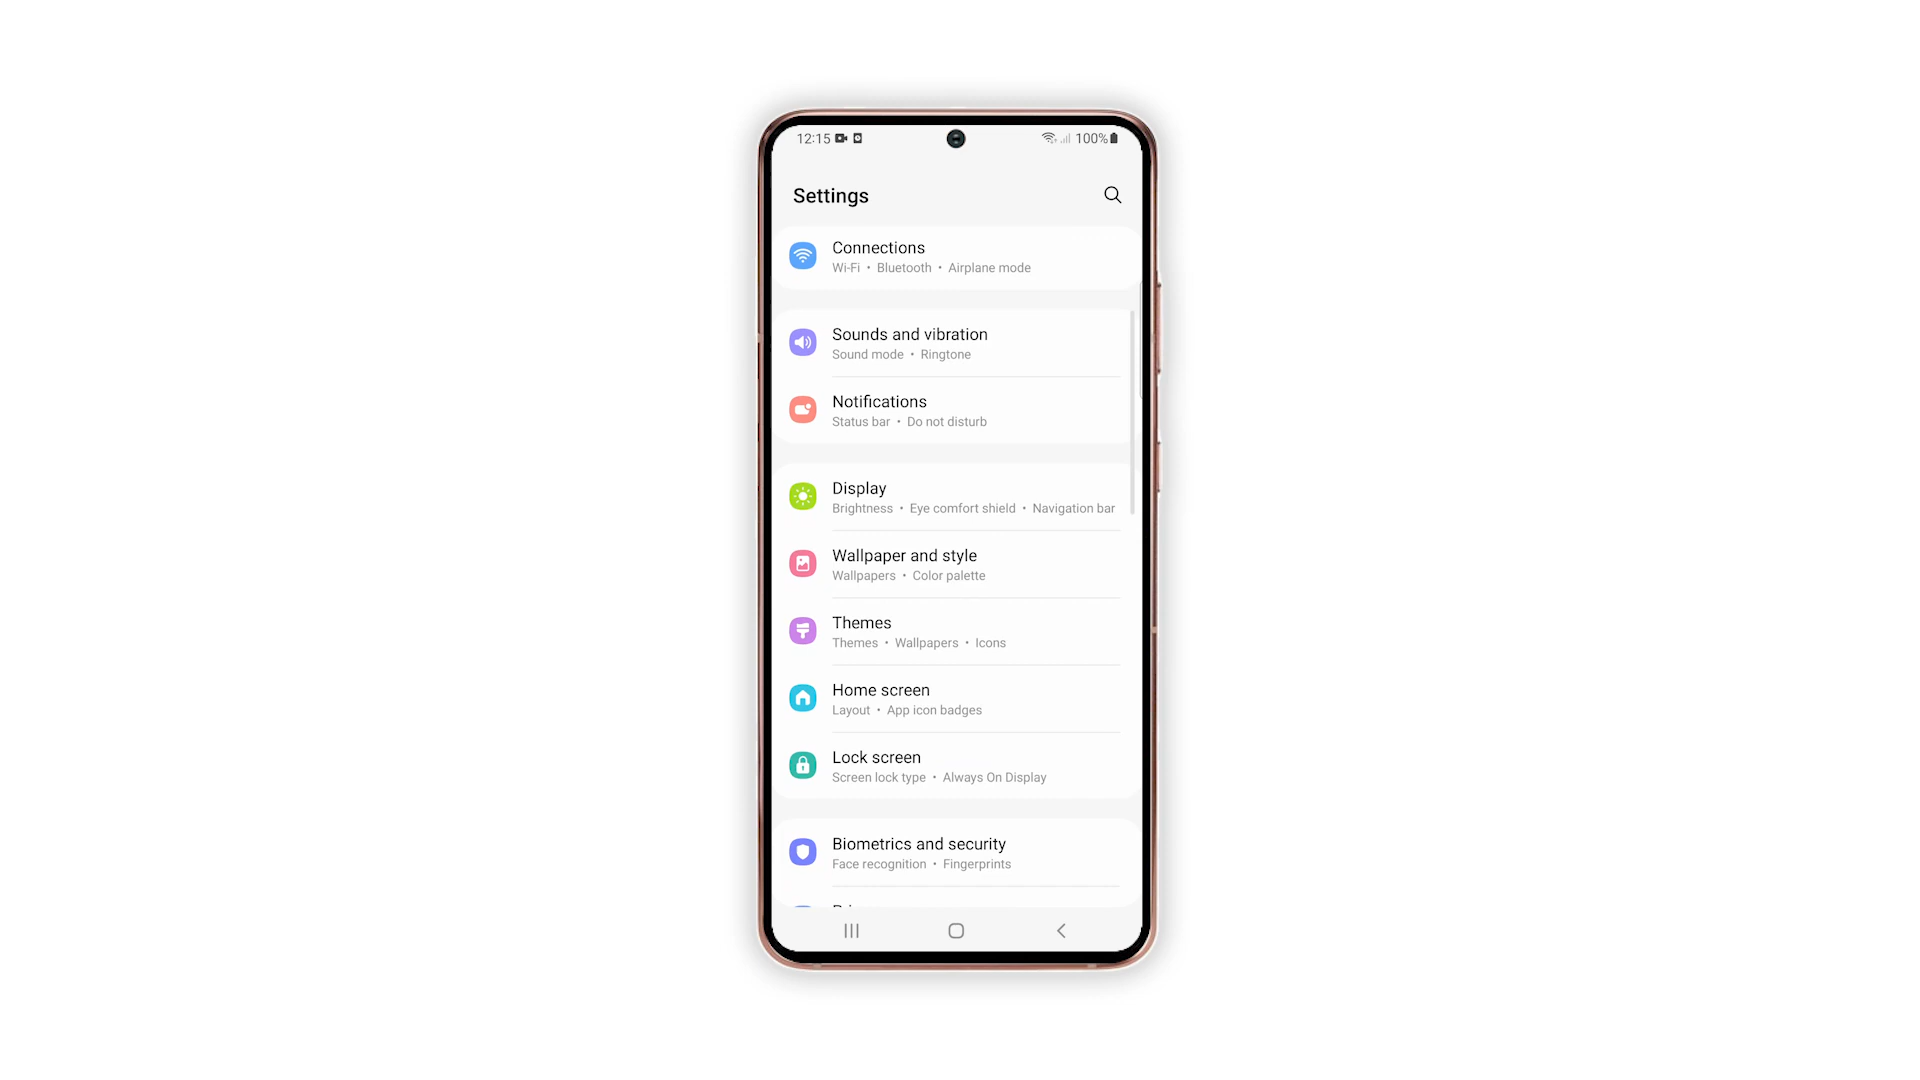 12:15 100%
Settings
Connections
Wi-Fi • Bluetooth • Airplane mode
Sounds and vibration
Sound mode • Ringtone
Notifications
Status bar • Do not disturb
Display
Brightness • Eye comfort shield • Navigation bar
Wallpaper and style
Wallpapers • Color palette
Themes
Themes • Wallpapers • Icons
Home screen
Layout • App icon badges
Lock screen
Screen lock type • Always On Display
Biometrics and security
Face recognition • Fingerprints